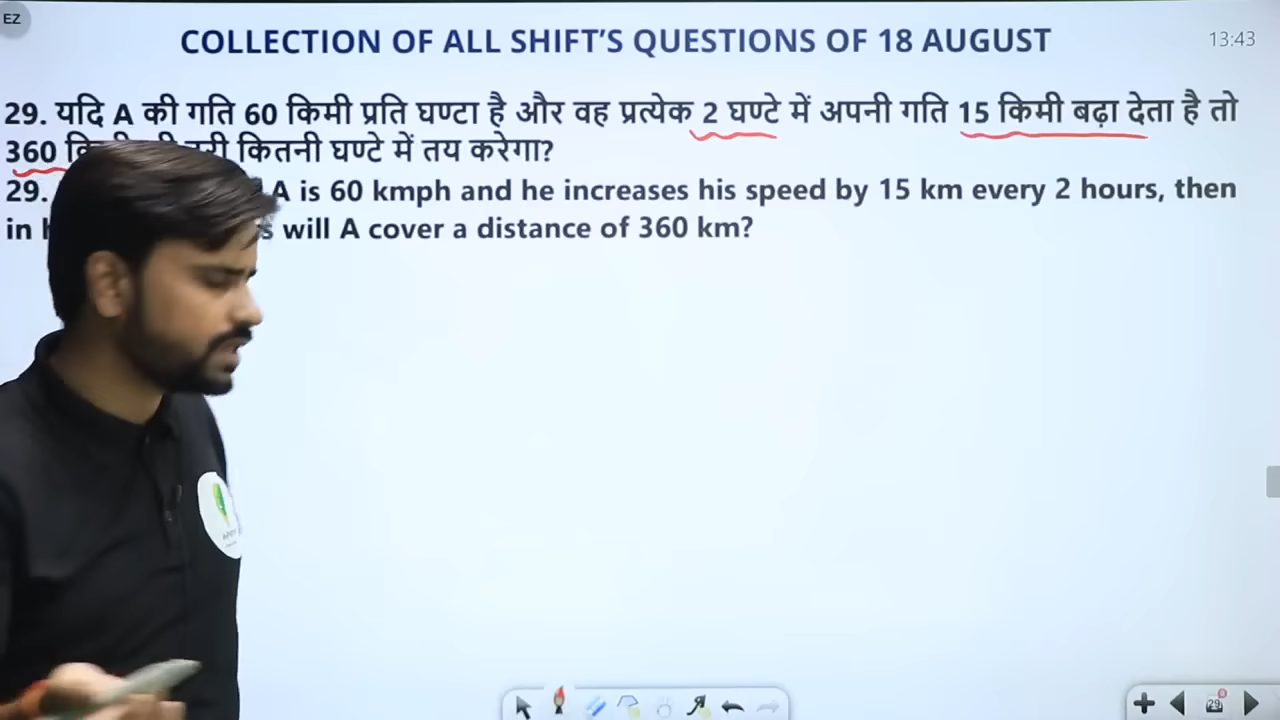 EZ
COLLECTION OF ALL SHIFT'S QUESTIONS OF 18 AUGUST
13:43
29. यदि A की गति 60 किमी प्रति घण्टा है और वह प्रत्येक 2 घण्टे में अपनी गति 15 किमी बढ़ा देता है तो
360 कितनी घण्टे में तय करेगा?
29. A is 60 kmph and he increases his speed by 15 km every 2 hours, then
in will A cover a distance of 360 km?
29